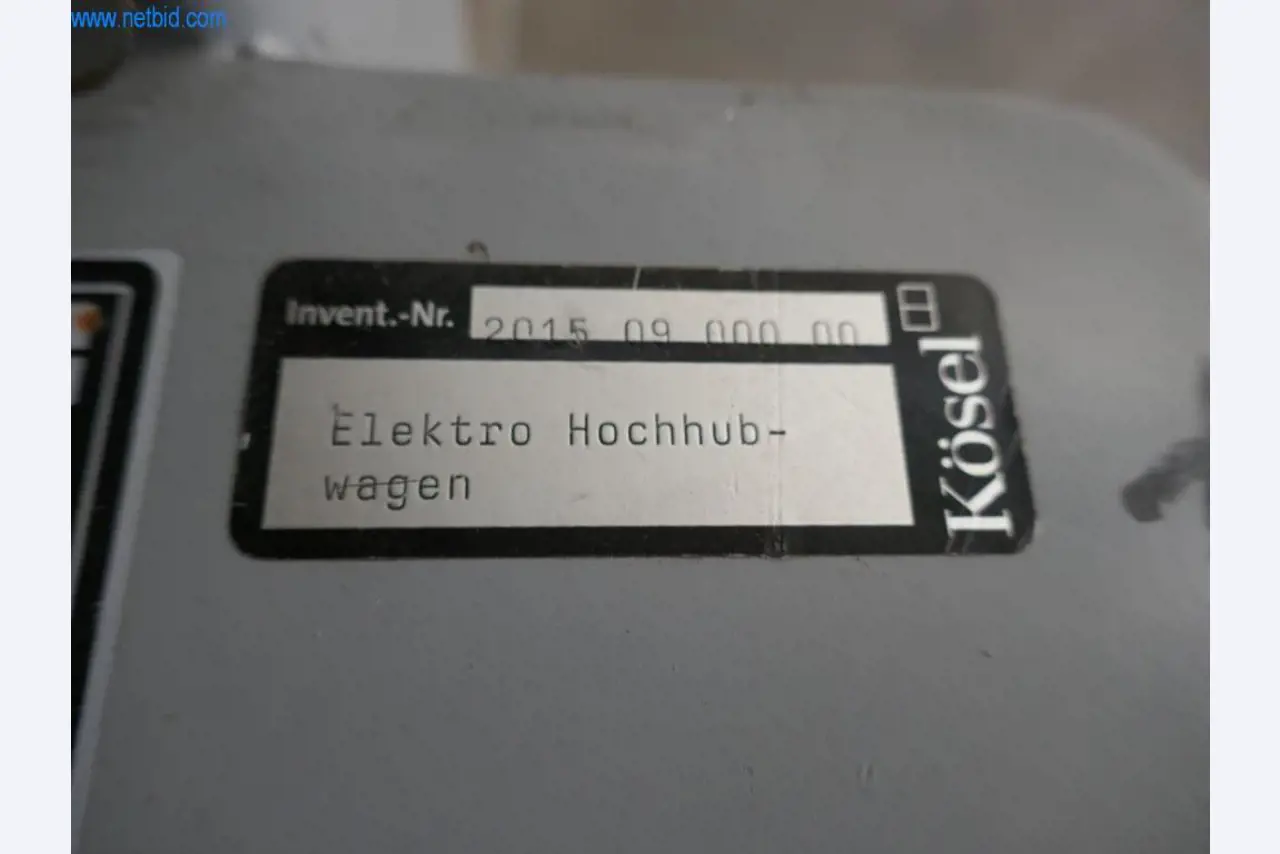 www.netbid.com
Invent.-Nr. 2015 09 000 00
Elektro Hochhub-
wagen
Kösel